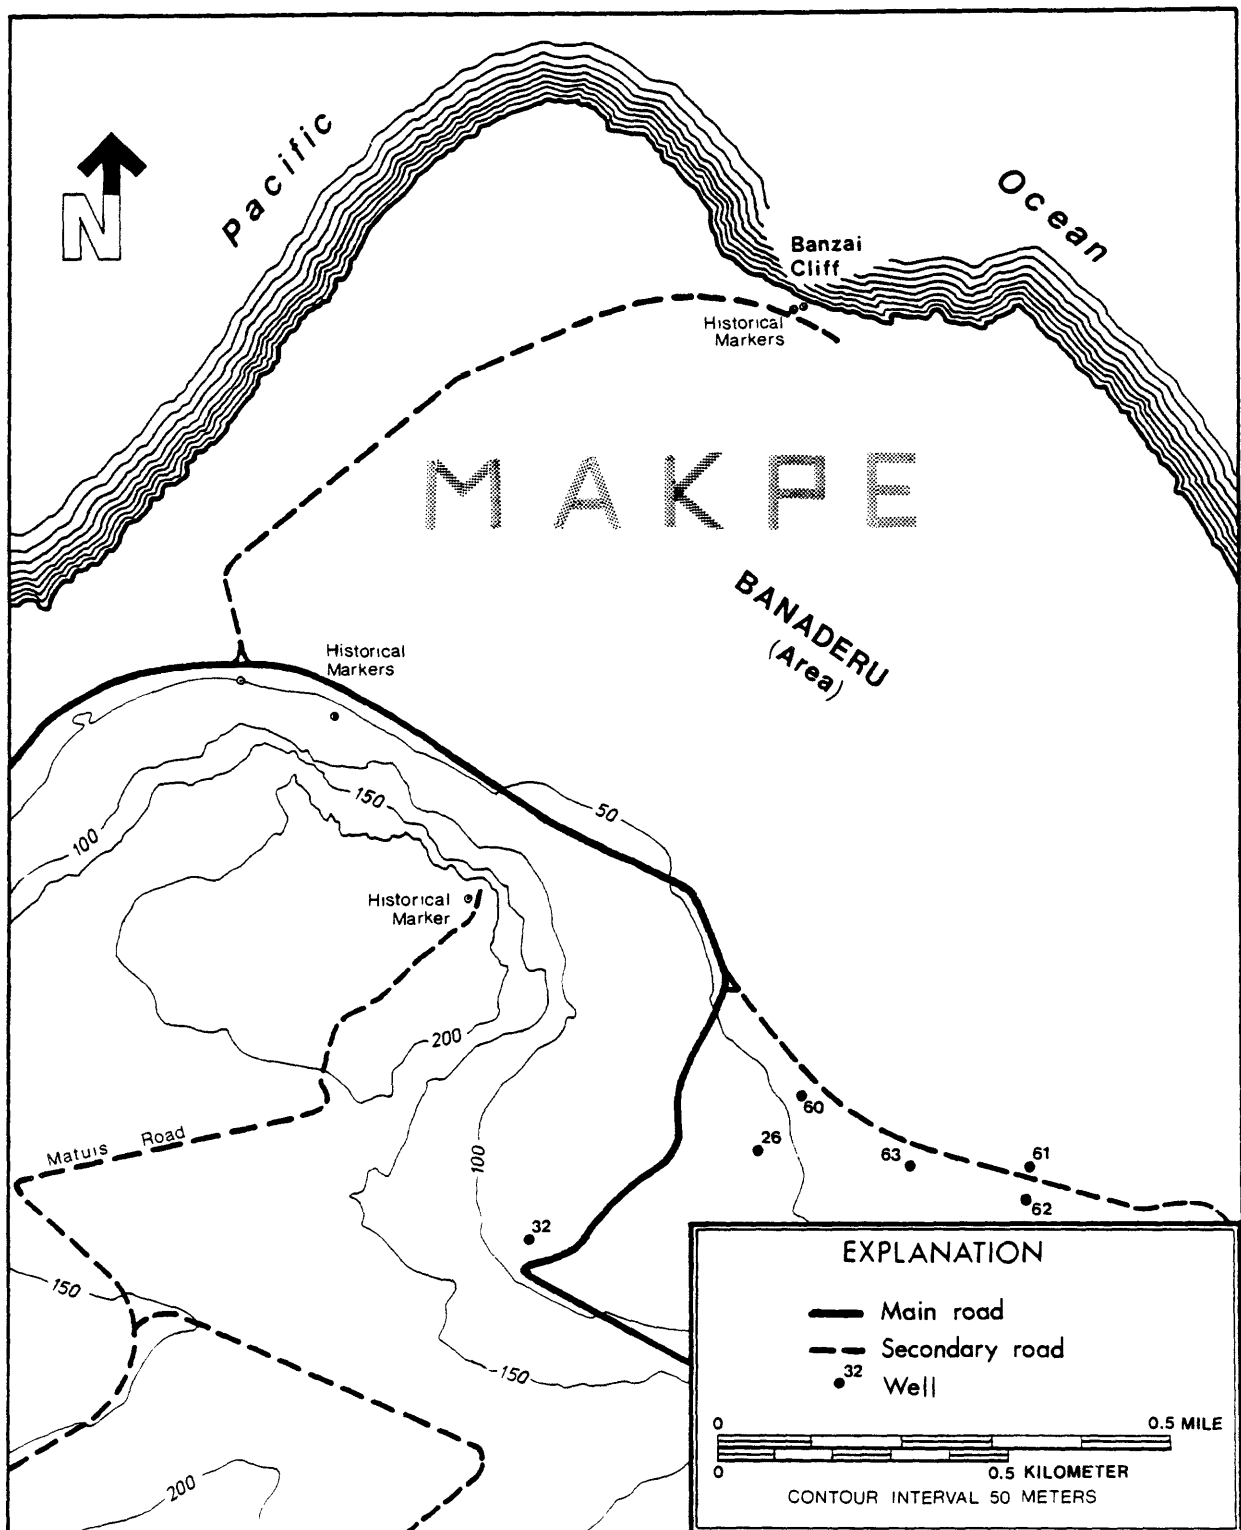 Pacific
Ocean
N
Banzai
Cliff
Historical
Markers
MAKPE
BANADERU
(Area)
Historical
Markers
50
150
100
Historical
Marker
200
60
Matuis Road
26
63
61
100
62
32
150
150
200
EXPLANATION
Main road
Secondary road
32
Well
0 0.5 MILE
0 0.5 KILOMETER
CONTOUR INTERVAL 50 METERS